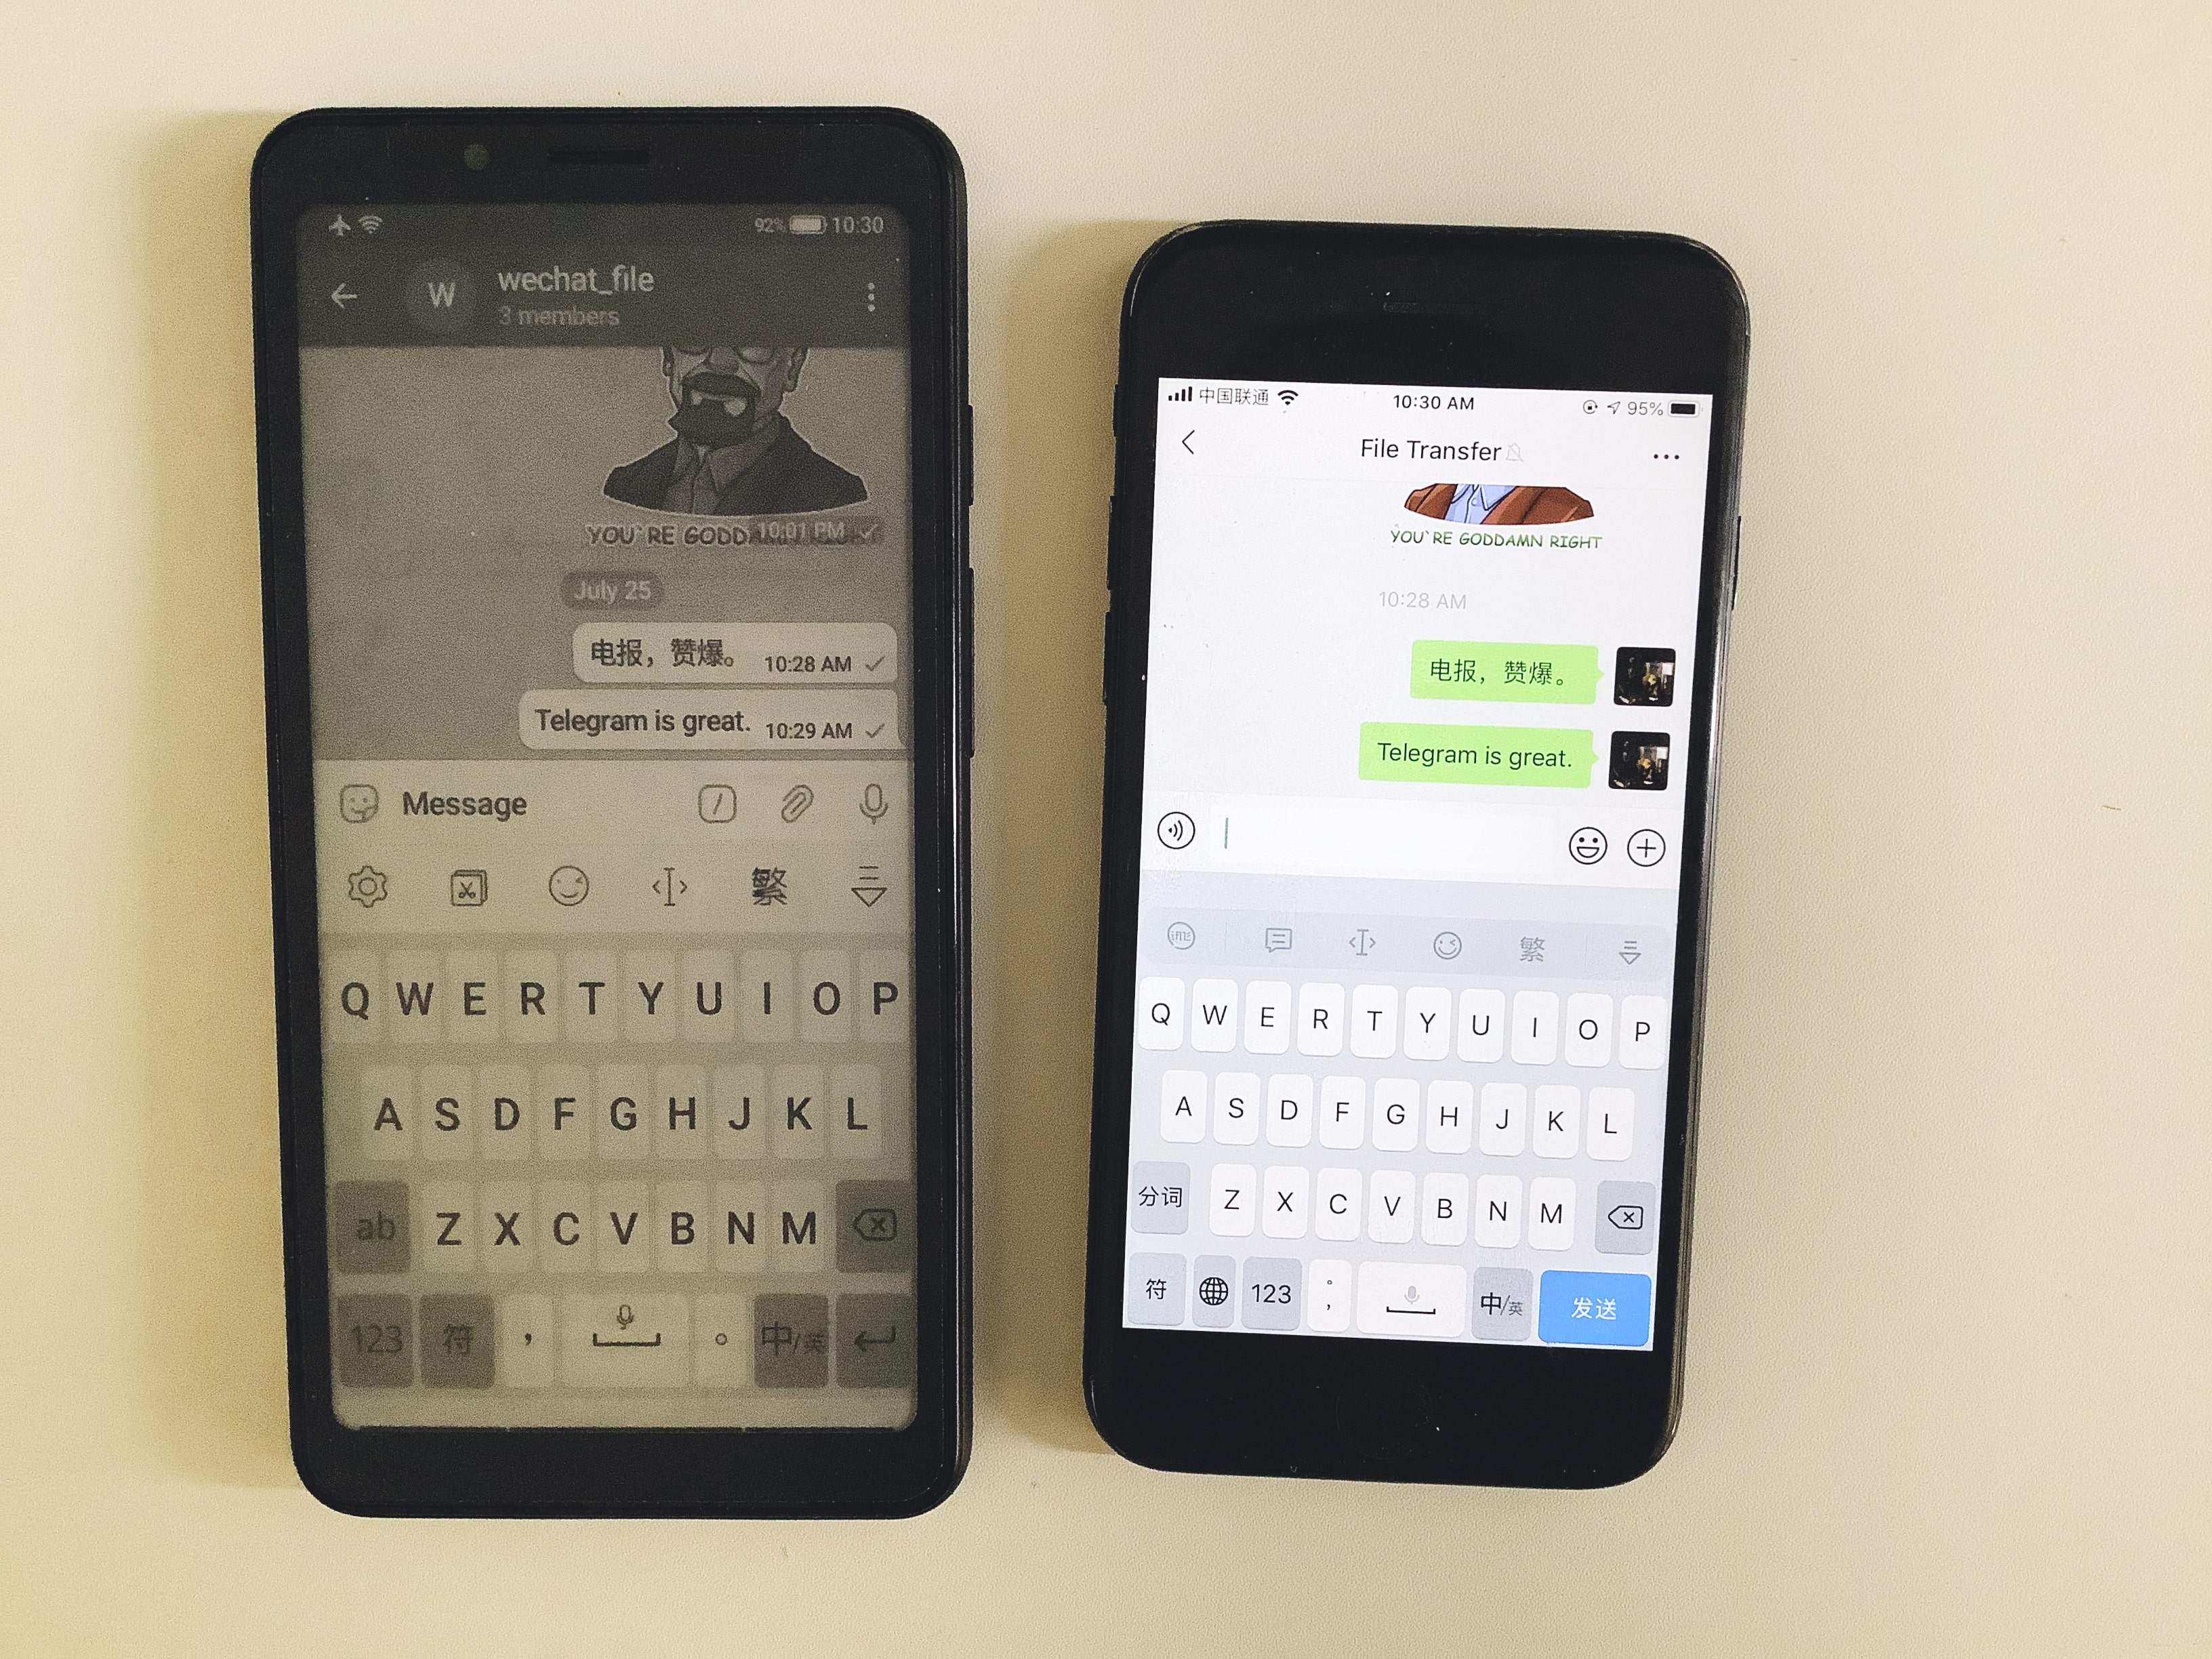 92% 10:30
W
wechat_file
3 members
YOU`RE GODD
10:01 PM
July 25
电报，赞爆。 10:28 AM
Telegram is great. 10:29 AM
Message
繁
Q W E R T Y U I O P
A S D F G H J K L
ab Z X C V B N M
123 符 , 。 中/英
中国联通 10:30 AM 95%
File Transfer
YOU`RE GODDAMN RIGHT
10:28 AM
电报，赞爆。
Telegram is great.
繁
Q W E R T Y U I O P
A S D F G H J K L
分词 Z X C V B N M
符 123 。, 中/英 发送